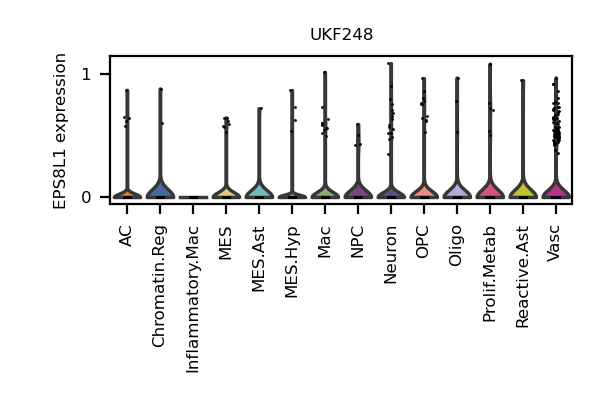 UKF248
EPS8L1 expression
1
0
AC
Chromatin.Reg
Inflammatory.Mac
MES
MES.Ast
MES.Hyp
Mac
NPC
Neuron
OPC
Oligo
Prolif.Metab
Reactive.Ast
Vasc